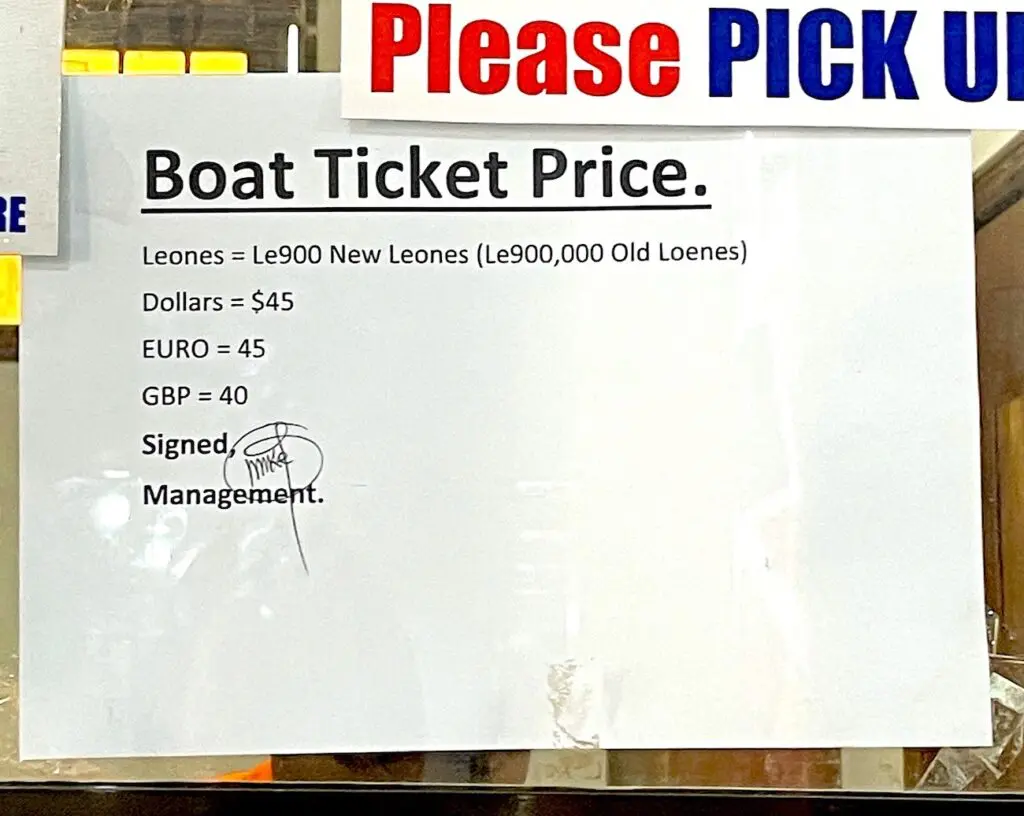 Please PICK U
RE
Boat Ticket Price.
Leones = Le900 New Leones (Le900,000 Old Loenes)
Dollars = $45
EURO = 45
GBP = 40
Signed,
Management.